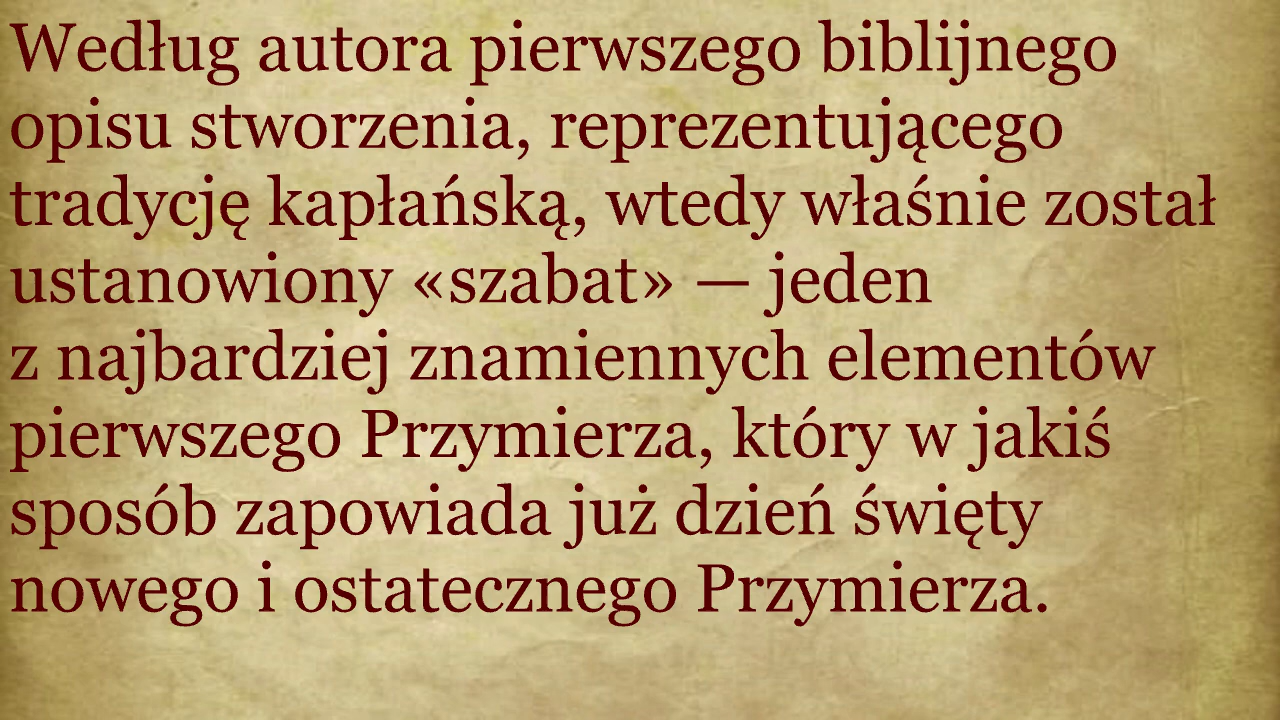 Według autora pierwszego biblijnego
opisu stworzenia, reprezentującego
tradycję kapłańską, wtedy właśnie został
ustanowiony «szabat» — jeden
z najbardziej znamiennych elementów
pierwszego Przymierza, który w jakiś
sposób zapowiada już dzień święty
nowego i ostatecznego Przymierza.